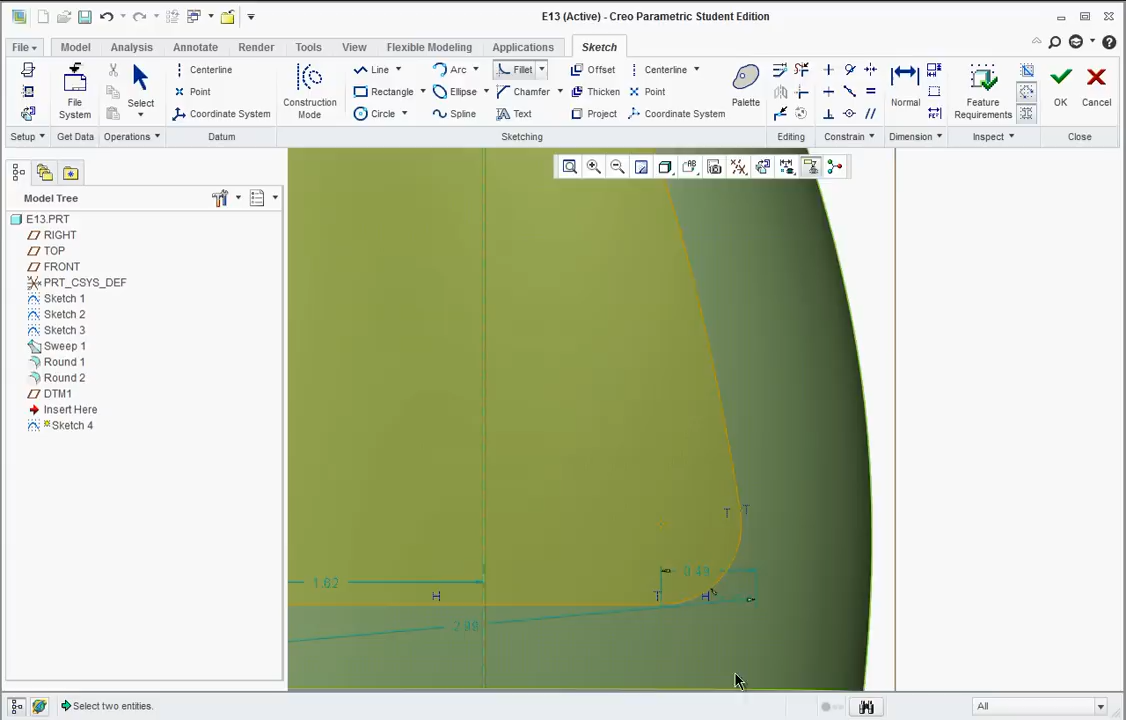 E13 (Active) - Creo Parametric Student Edition
File
Model
Analysis
Annotate
Render
Tools
View
Flexible Modeling
Applications
Sketch
File System
Select
Centerline
Point
Coordinate System
Construction Mode
Line
Arc
Fillet
Offset
Centerline
Rectangle
Ellipse
Chamfer
Thicken
Point
Circle
Spline
Text
Project
Coordinate System
Palette
Normal
Feature Requirements
OK
Cancel
Setup
Get Data
Operations
Datum
Sketching
Editing
Constrain
Dimension
Inspect
Close
Model Tree
E13.PRT
RIGHT
TOP
FRONT
PRT_CSYS_DEF
Sketch 1
Sketch 2
Sketch 3
Sweep 1
Round 1
Round 2
DTM1
Insert Here
Sketch 4
T T
0.49
1.02
H
T
H
Select two entities.
All